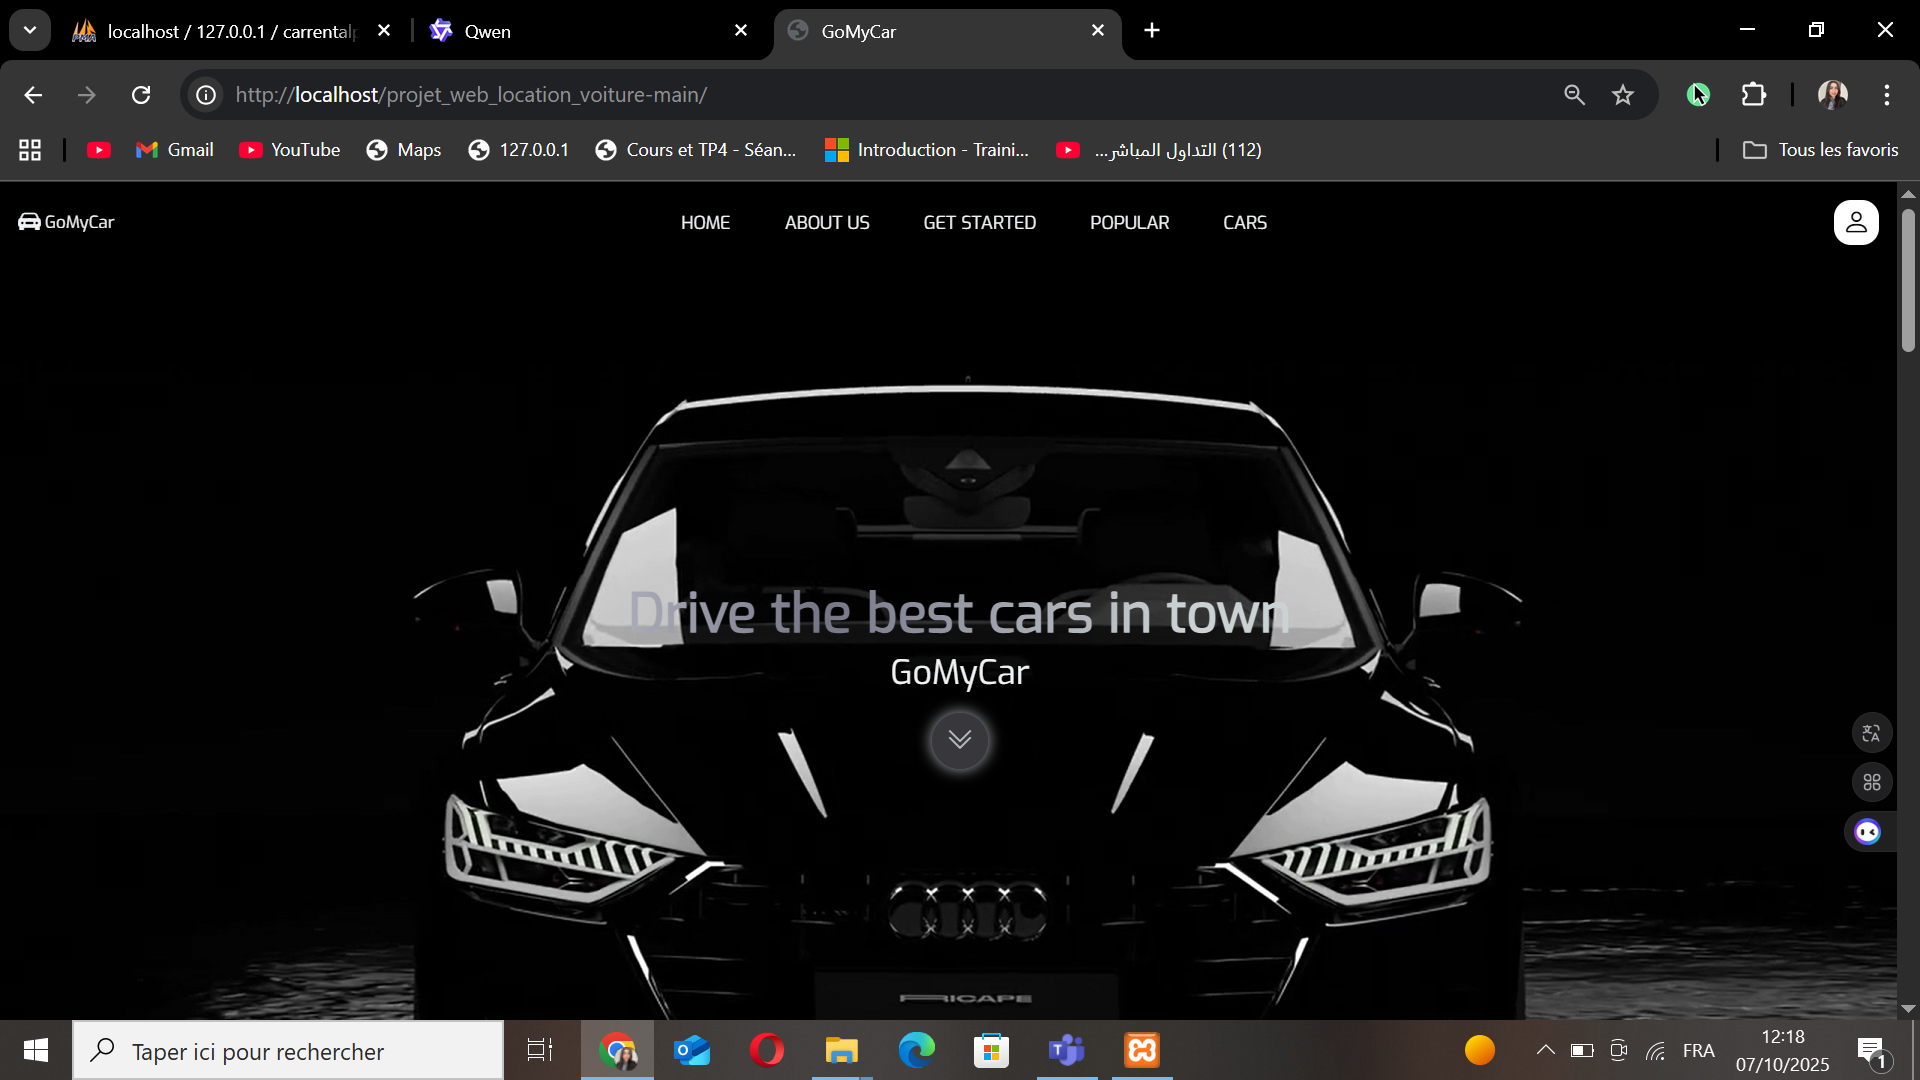 localhost / 127.0.0.1 / carrental
Qwen
GoMyCar
http://localhost/projet_web_location_voiture-main/
Gmail
YouTube
Maps
127.0.0.1
Cours et TP4 - Séan...
Introduction - Traini...
(112) التداول المباشر...
Tous les favoris
GoMyCar
HOME
ABOUT US
GET STARTED
POPULAR
CARS
Drive the best cars in town
GoMyCar
Taper ici pour rechercher
FRA
12:18
07/10/2025
1